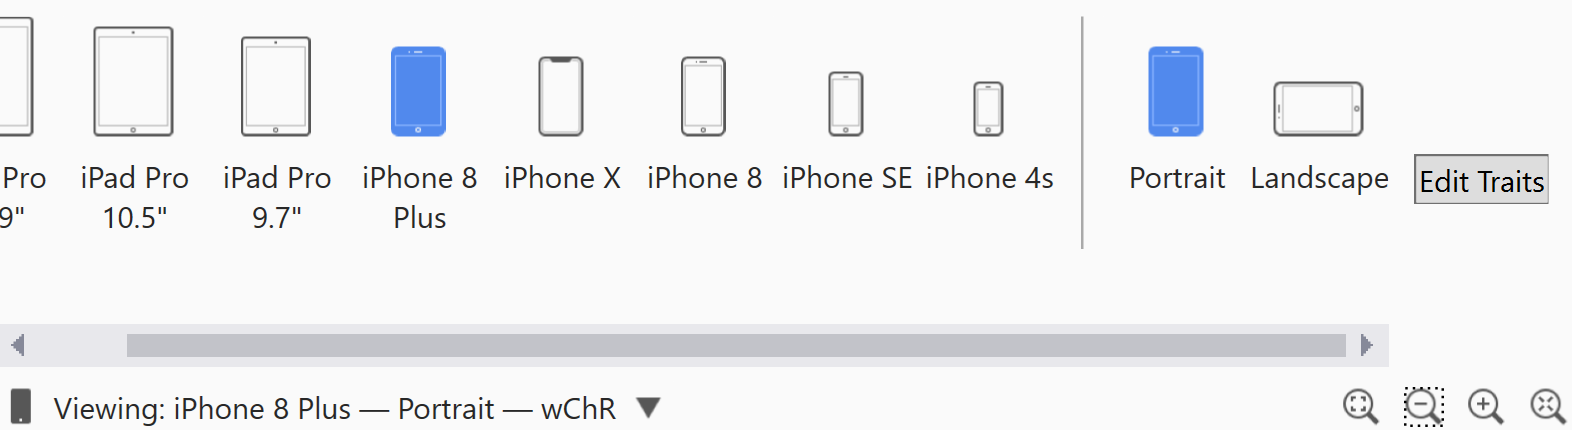 Pro iPad Pro iPad Pro iPhone 8 iPhone X iPhone 8 iPhone SE iPhone 4s Portrait Landscape Edit Traits
9" 10.5" 9.7" Plus
Viewing: iPhone 8 Plus — Portrait — wChR